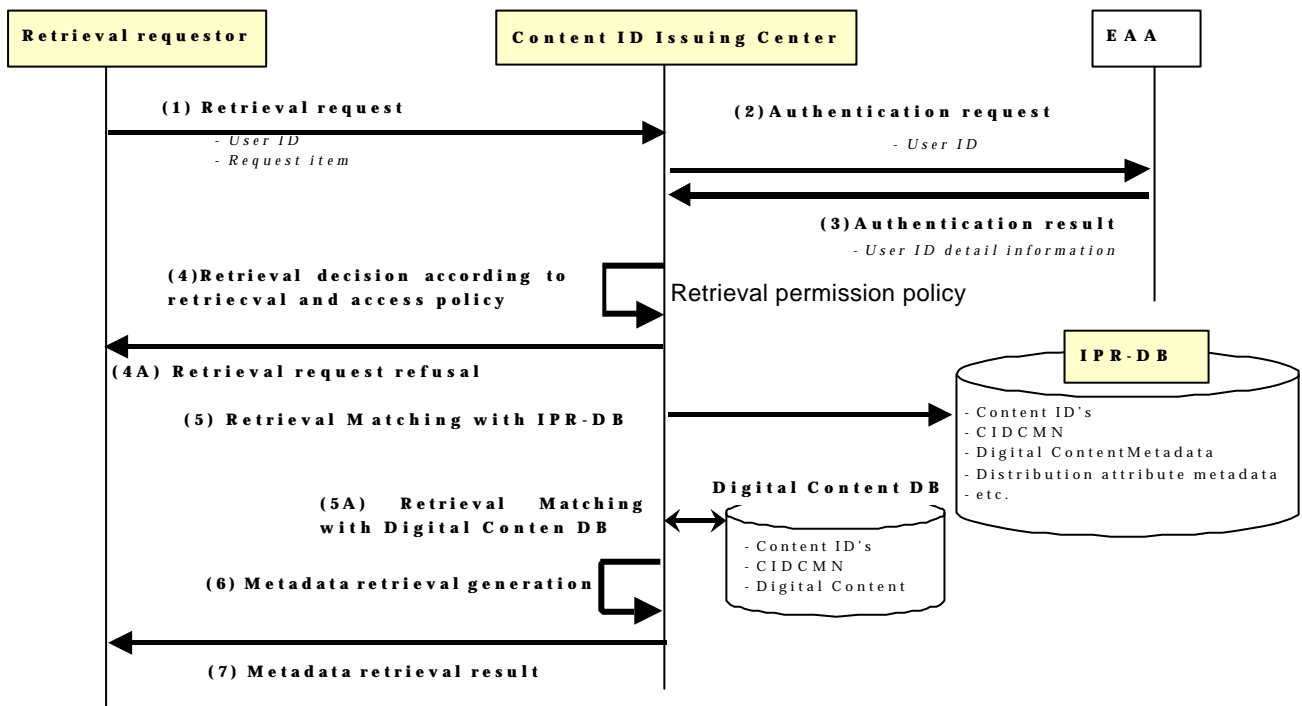 Retrieval requestor
Content ID Issuing Center
EAA
(1) Retrieval request
- User ID
- Request item
(2)Authentication request
- User ID
(3)Authentication result
- User ID detail information
(4)Retrieval decision according to
retriecval and access policy
Retrieval permission policy
(4A) Retrieval request refusal
IPR-DB
(5) Retrieval Matching with IPR-DB
- Content ID's
- CIDCMN
- Digital ContentMetadata
- Distribution attribute metadata
- etc.
(5A) Retrieval Matching
with Digital Conten DB
Digital Content DB
- Content ID's
- CIDCMN
- Digital Content
(6) Metadata retrieval generation
(7) Metadata retrieval result